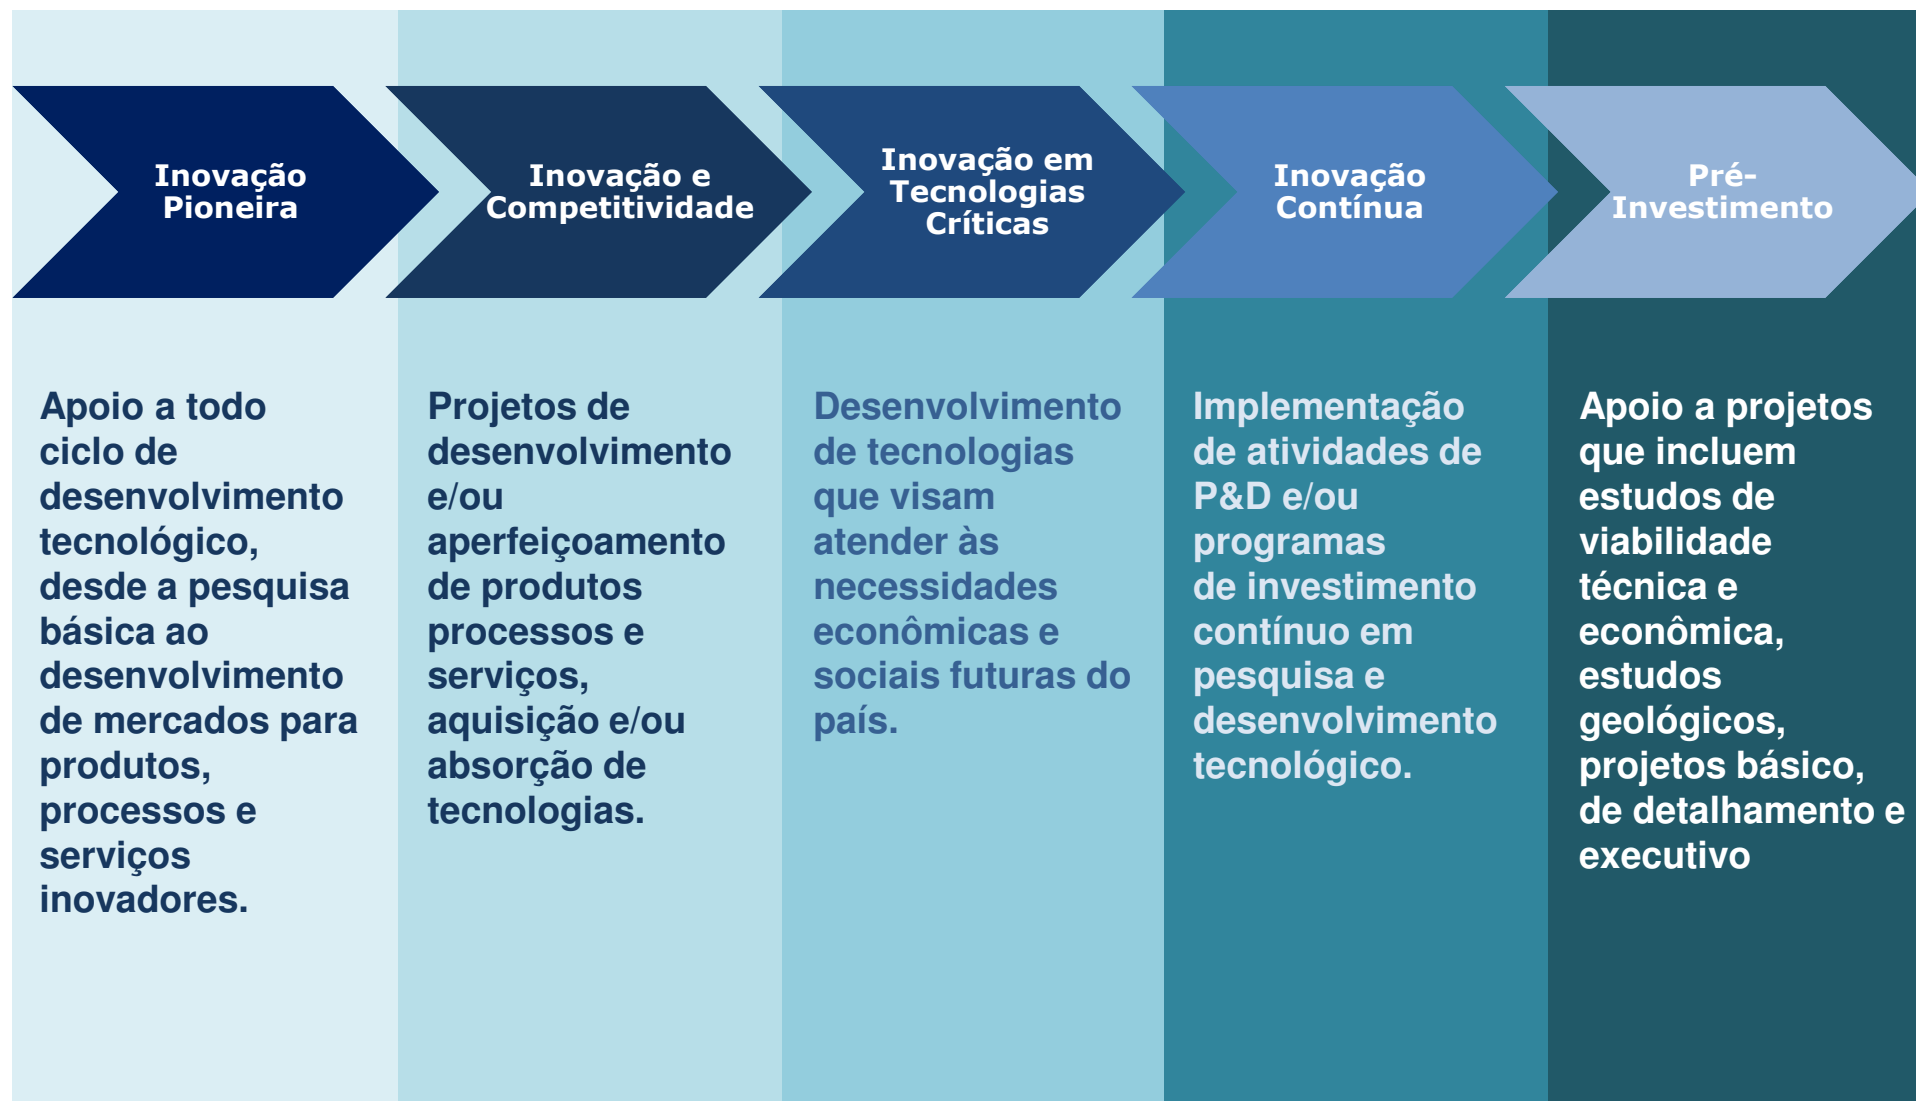 Inovação
Pioneira
Inovação e
Competitividade
Inovação em
Tecnologias
Críticas
Inovação
Contínua
Pré-
Investimento
Apoio a todo
ciclo de
desenvolvimento
tecnológico,
desde a pesquisa
básica ao
desenvolvimento
de mercados para
produtos,
processos e
serviços
inovadores.
Projetos de
desenvolvimento
e/ou
aperfeiçoamento
de produtos
processos e
serviços,
aquisição e/ou
absorção de
tecnologias.
Desenvolvimento
de tecnologias
que visam
atender às
necessidades
econômicas e
sociais futuras do
país.
Implementação
de atividades de
P&D e/ou
programas
de investimento
contínuo em
pesquisa e
desenvolvimento
tecnológico.
Apoio a projetos
que incluem
estudos de
viabilidade
técnica e
econômica,
estudos
geológicos,
projetos básico,
de detalhamento e
executivo